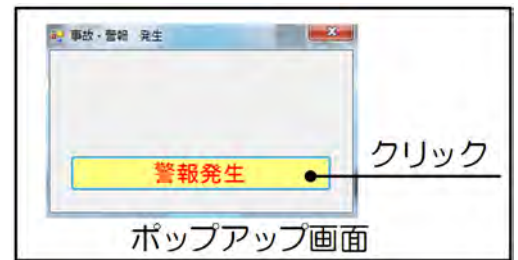 事故・警報 発生
警報発生
クリック
ポップアップ画面